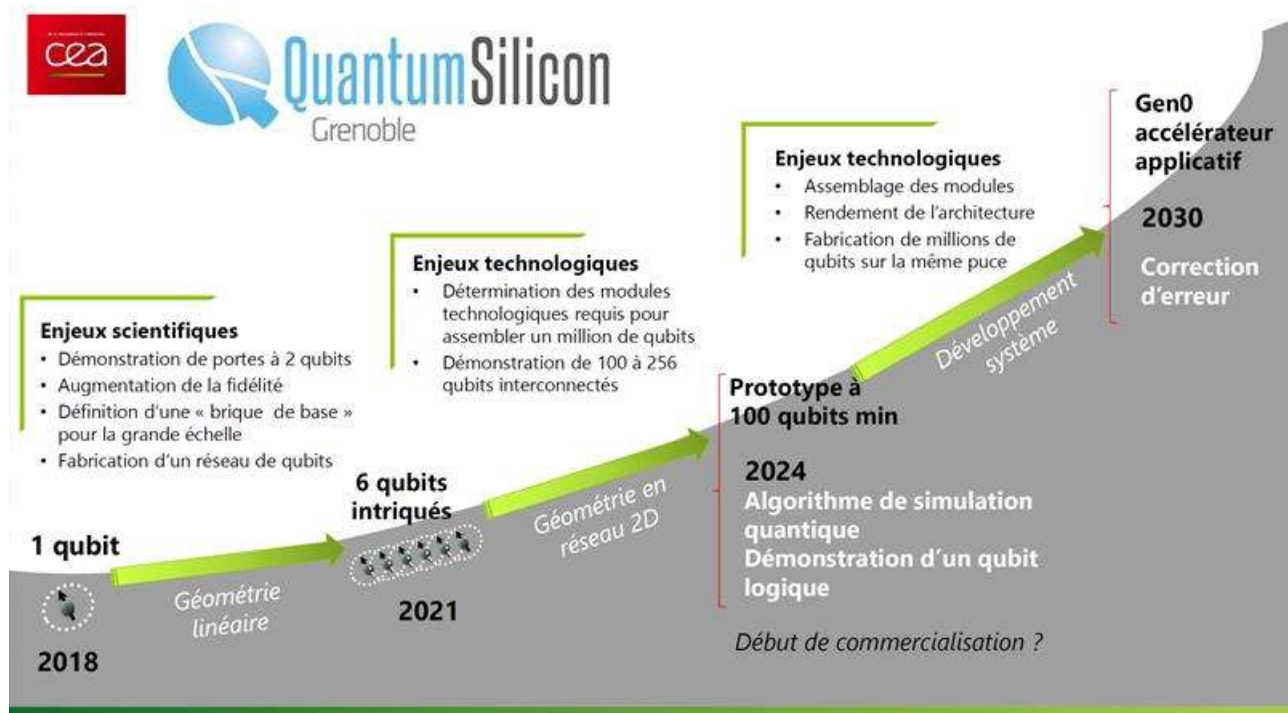 cea
QuantumSilicon
Grenoble
Enjeux scientifiques
• Démonstration de portes à 2 qubits
• Augmentation de la fidélité
• Définition d'une « brique de base »
pour la grande échelle
• Fabrication d'un réseau de qubits
Enjeux technologiques
• Détermination des modules
technologiques requis pour
assembler un million de qubits
• Démonstration de 100 à 256
qubits interconnectés
Enjeux technologiques
• Assemblage des modules
• Rendement de l'architecture
• Fabrication de millions de
qubits sur la même puce
Gen0
accélérateur
applicatif
2030
Correction
d'erreur
1 qubit
2018
Géométrie
linéaire
6 qubits
intriqués
2021
Géométrie en
réseau 2D
Prototype à
100 qubits min
2024
Algorithme de simulation
quantique
Démonstration d'un qubit
logique
Développement
système
Début de commercialisation ?